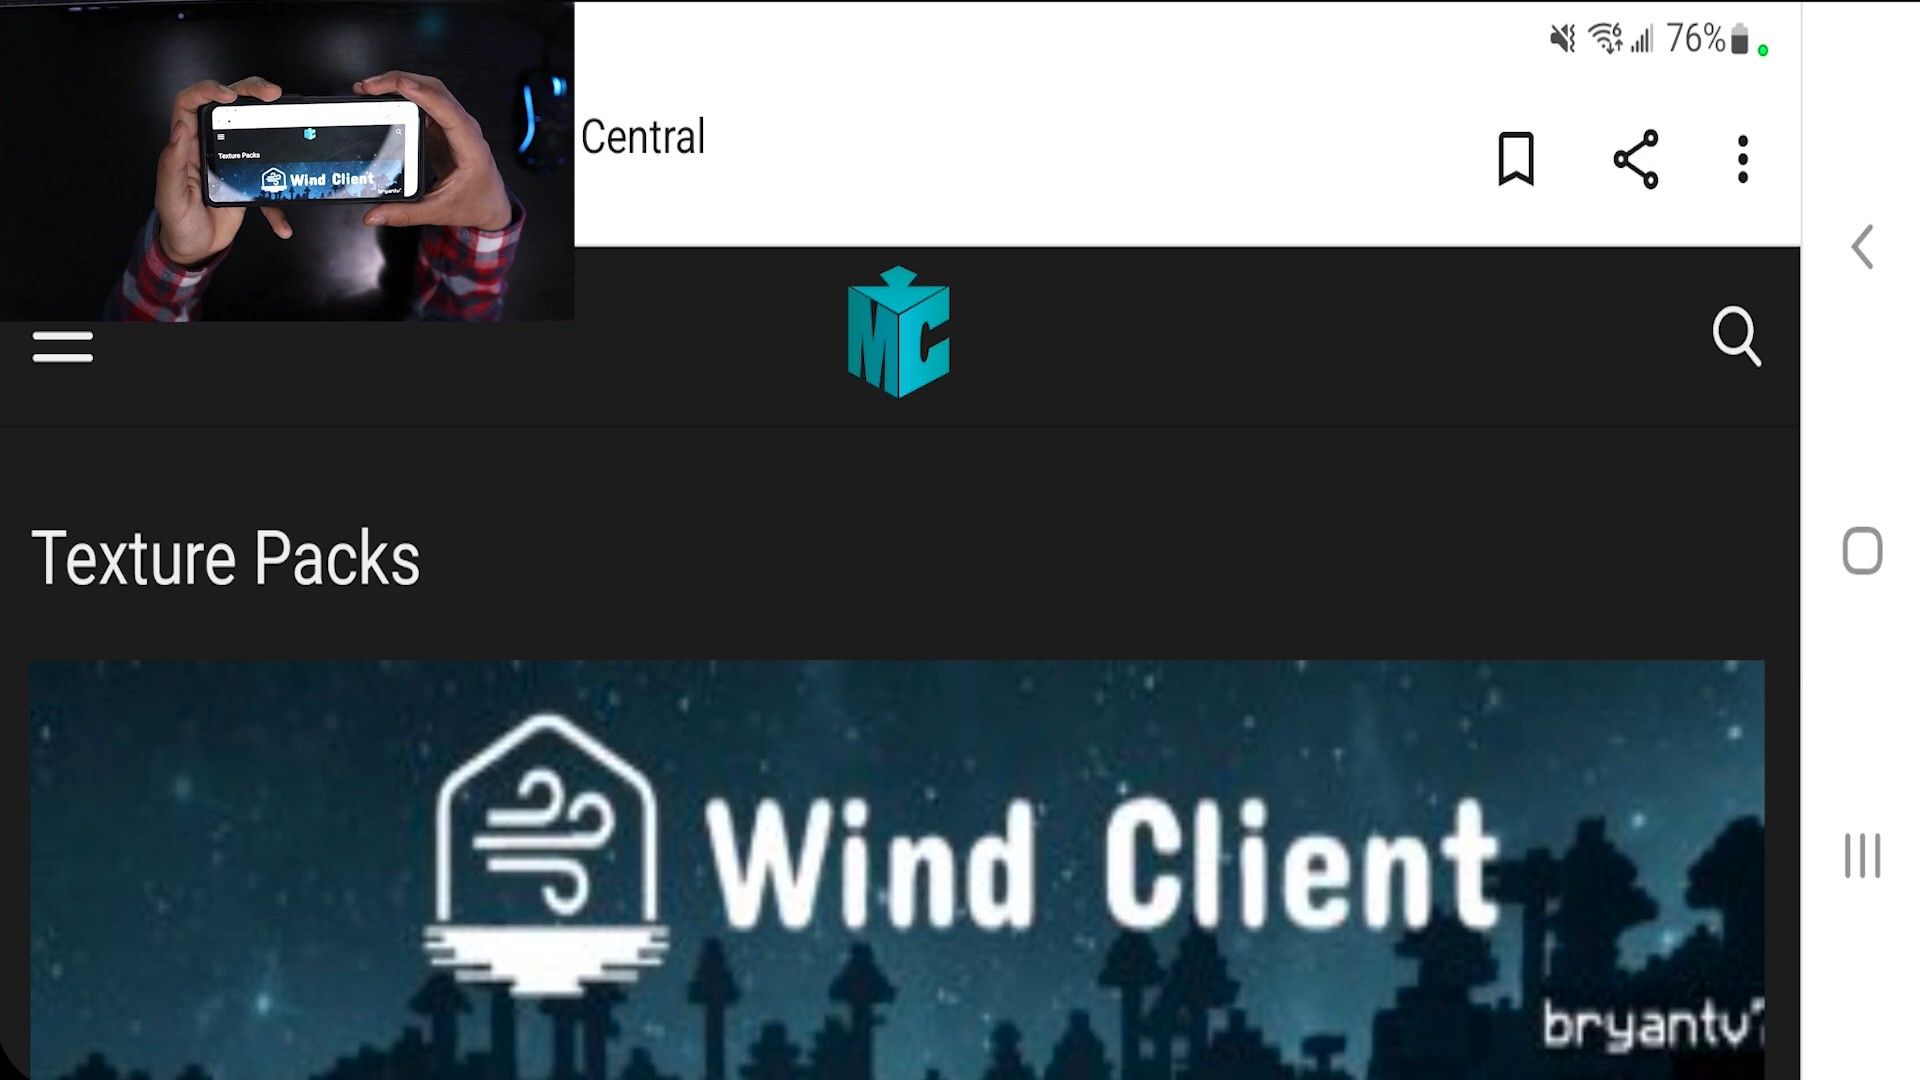 76%
Central
MC
Texture Packs
Wind Client
bryantv
Texture Packs
Wind Client